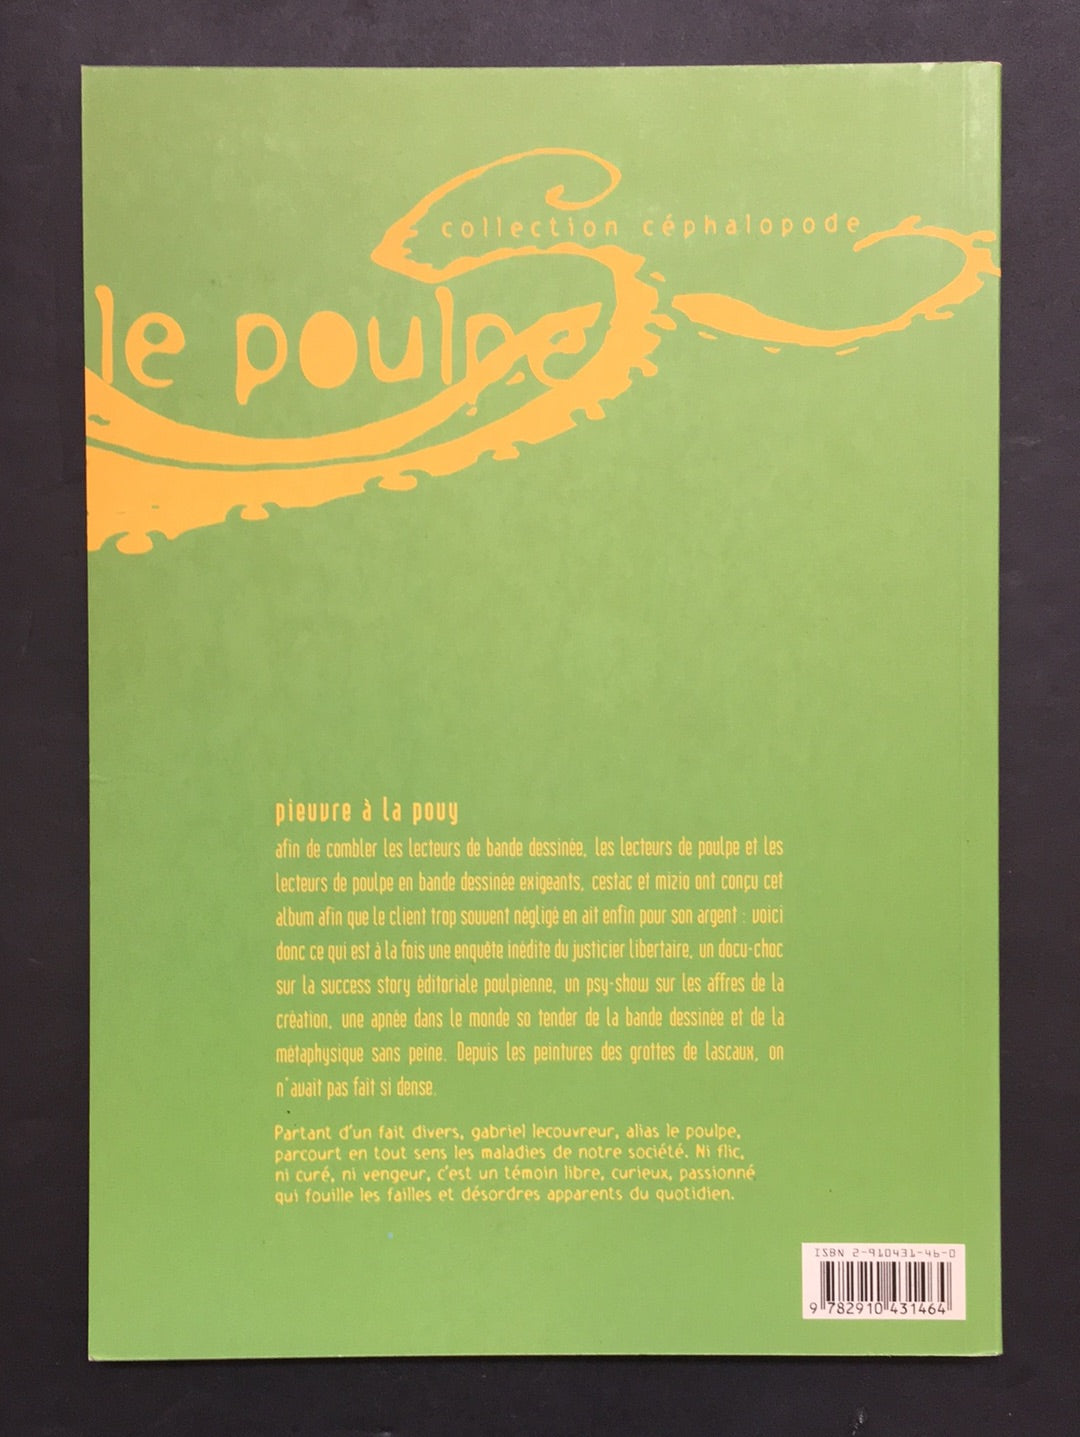 collection céphalopode
le poulpe
pieuvre à la pouy
afin de combler les lecteurs de bande dessinée, les lecteurs de poulpe et les
lecteurs de poulpe en bande dessinée exigeants, cestac et mizio ont conçu cet
album afin que le client trop souvent négligé en ait enfin pour son argent : voici
donc ce qui est à la fois une enquête inédite du justicier libertaire, un docu-choc
sur la success story éditoriale poulpienne, un psy-show sur les affres de la
création, une apnée dans le monde so tender de la bande dessinée et de la
métaphysique sans peine. Depuis les peintures des grottes de lascaux, on
n'avait pas fait si dense.
Partant d'un fait divers, gabriel lecouvreur, alias le poulpe,
parcourt en tout sens les maladies de notre société. Ni flic,
ni curé, ni vengeur, c'est un témoin libre, curieux, passionné
qui fouille les failles et désordres apparents du quotidien.
ISBN 2-910431-46-0
9 782910 431464